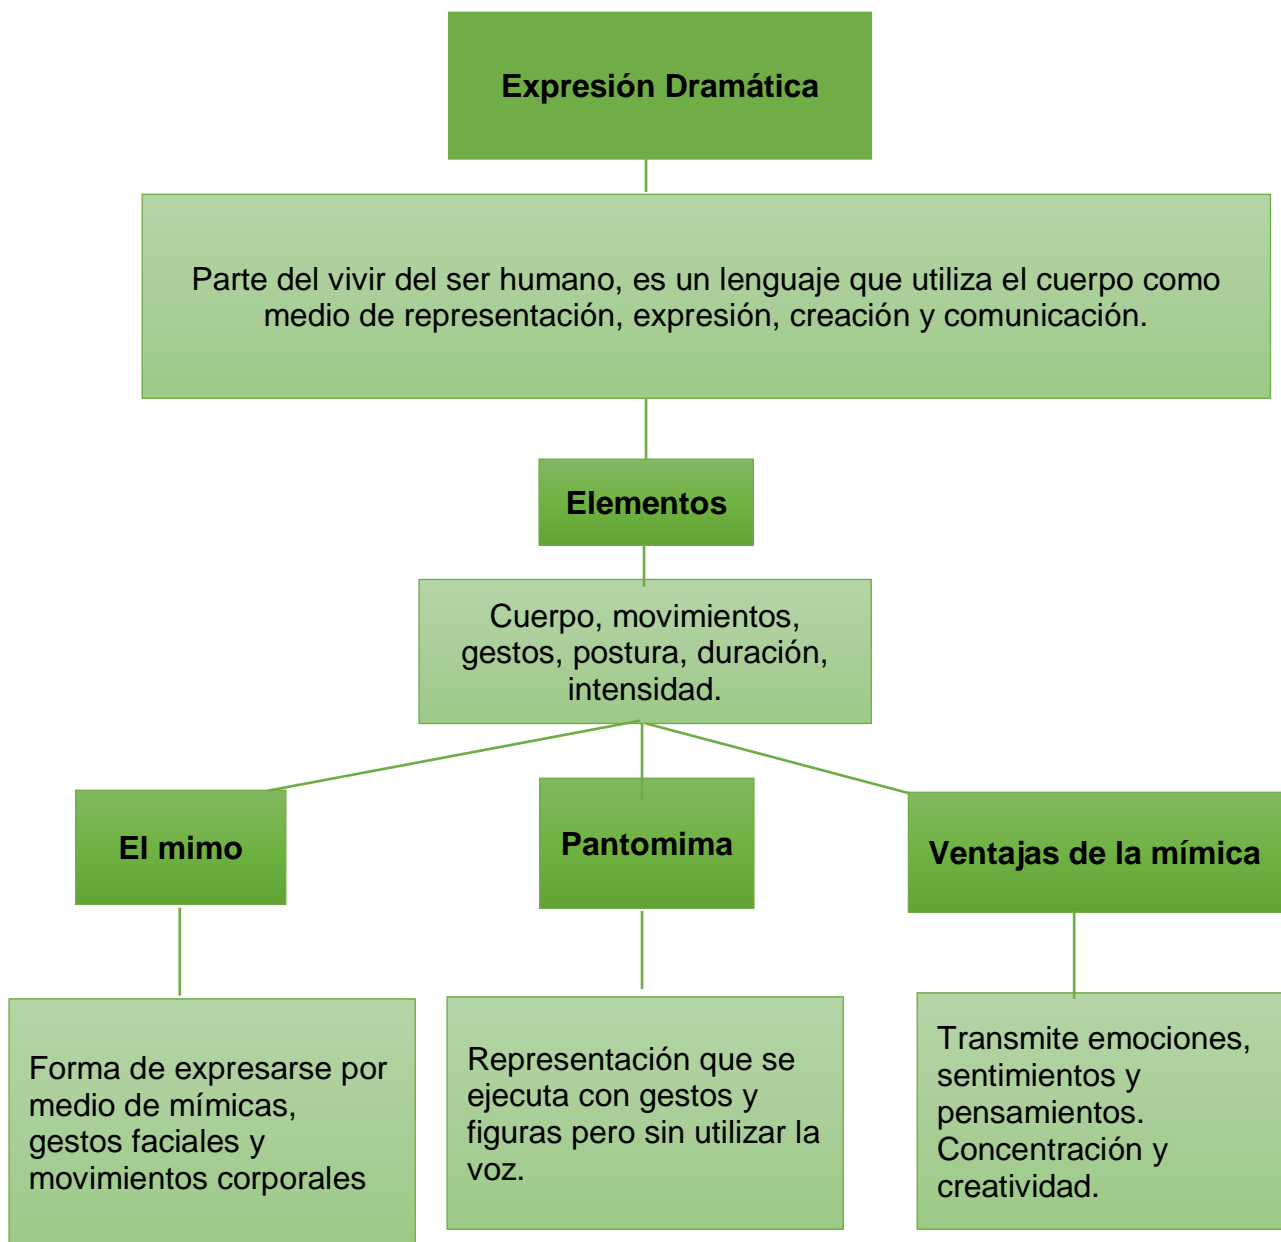 Expresión Dramática
Parte del vivir del ser humano, es un lenguaje que utiliza el cuerpo como
medio de representación, expresión, creación y comunicación.
Elementos
Cuerpo, movimientos,
gestos, postura, duración,
intensidad.
El mimo
Pantomima
Ventajas de la mímica
Forma de expresarse por
medio de mímicas,
gestos faciales y
movimientos corporales
Representación que se
ejecuta con gestos y
figuras pero sin utilizar la
voz.
Transmite emociones,
sentimientos y
pensamientos.
Concentración y
creatividad.